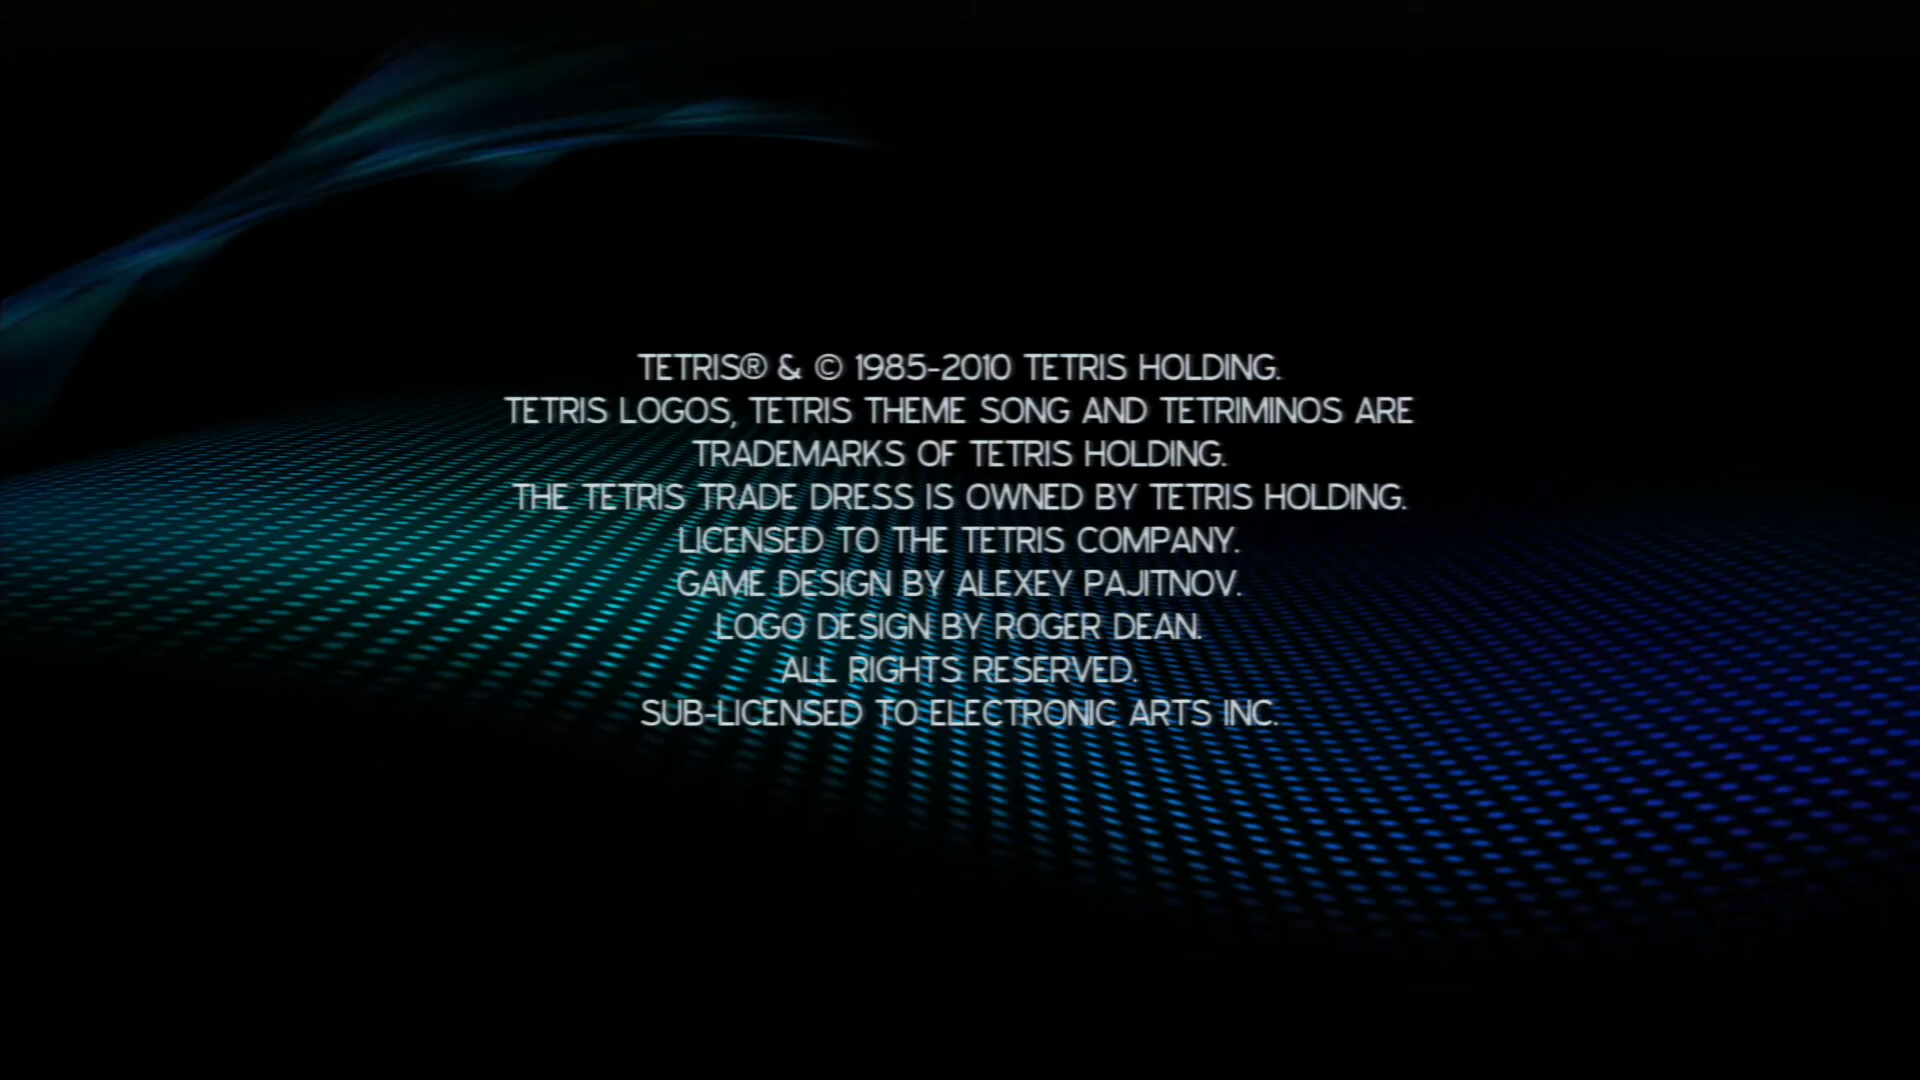 TETRIS® & © 1985-2010 TETRIS HOLDING.
TETRIS LOGOS, TETRIS THEME SONG AND TETRIMINOS ARE
TRADEMARKS OF TETRIS HOLDING.
THE TETRIS TRADE DRESS IS OWNED BY TETRIS HOLDING.
LICENSED TO THE TETRIS COMPANY.
GAME DESIGN BY ALEXEY PAJITNOV.
LOGO DESIGN BY ROGER DEAN.
ALL RIGHTS RESERVED.
SUB-LICENSED TO ELECTRONIC ARTS INC.